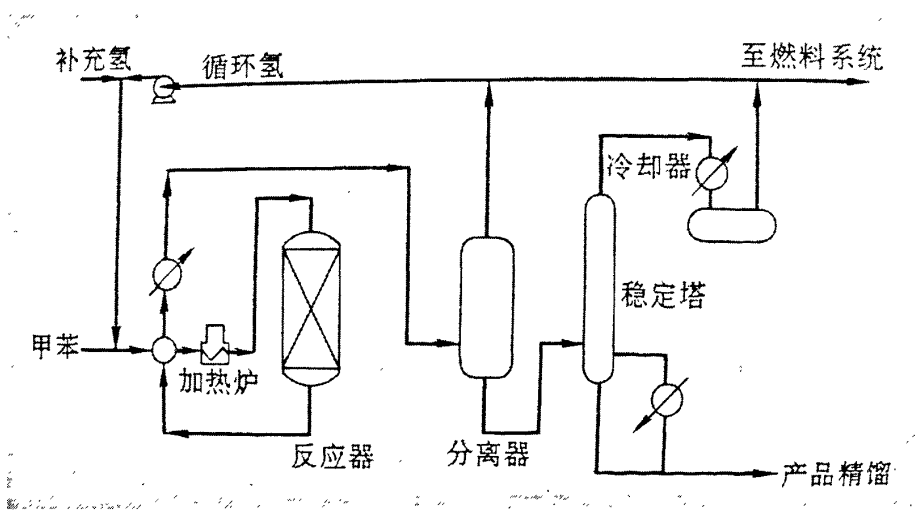 补充氢
循环氢
至燃料系统
冷却器
稳定塔
甲苯
加热炉
反应器
分离器
产品精馏